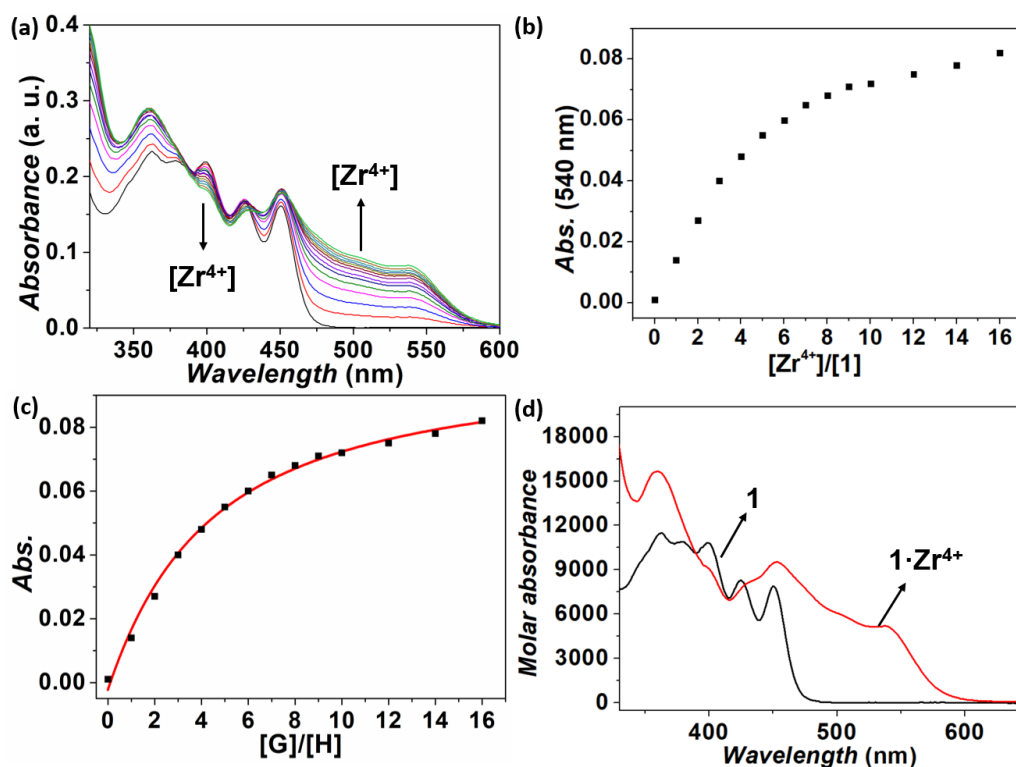 (a)
Absorbance (a. u.)
0.4
0.3
0.2
0.1
0.0
[Zr⁴⁺]
[Zr⁴⁺]
350 400 450 500 550 600
Wavelength (nm)
(b)
Abs. (540 nm)
0.08
0.06
0.04
0.02
0.00
0 2 4 6 8 10 12 14 16
[Zr⁴⁺]/[1]
(c)
Abs.
0.08
0.06
0.04
0.02
0.00
0 2 4 6 8 10 12 14 16
[G]/[H]
(d)
Molar absorbance
18000
15000
12000
9000
6000
3000
0
1
1·Zr⁴⁺
400 500 600
Wavelength (nm)